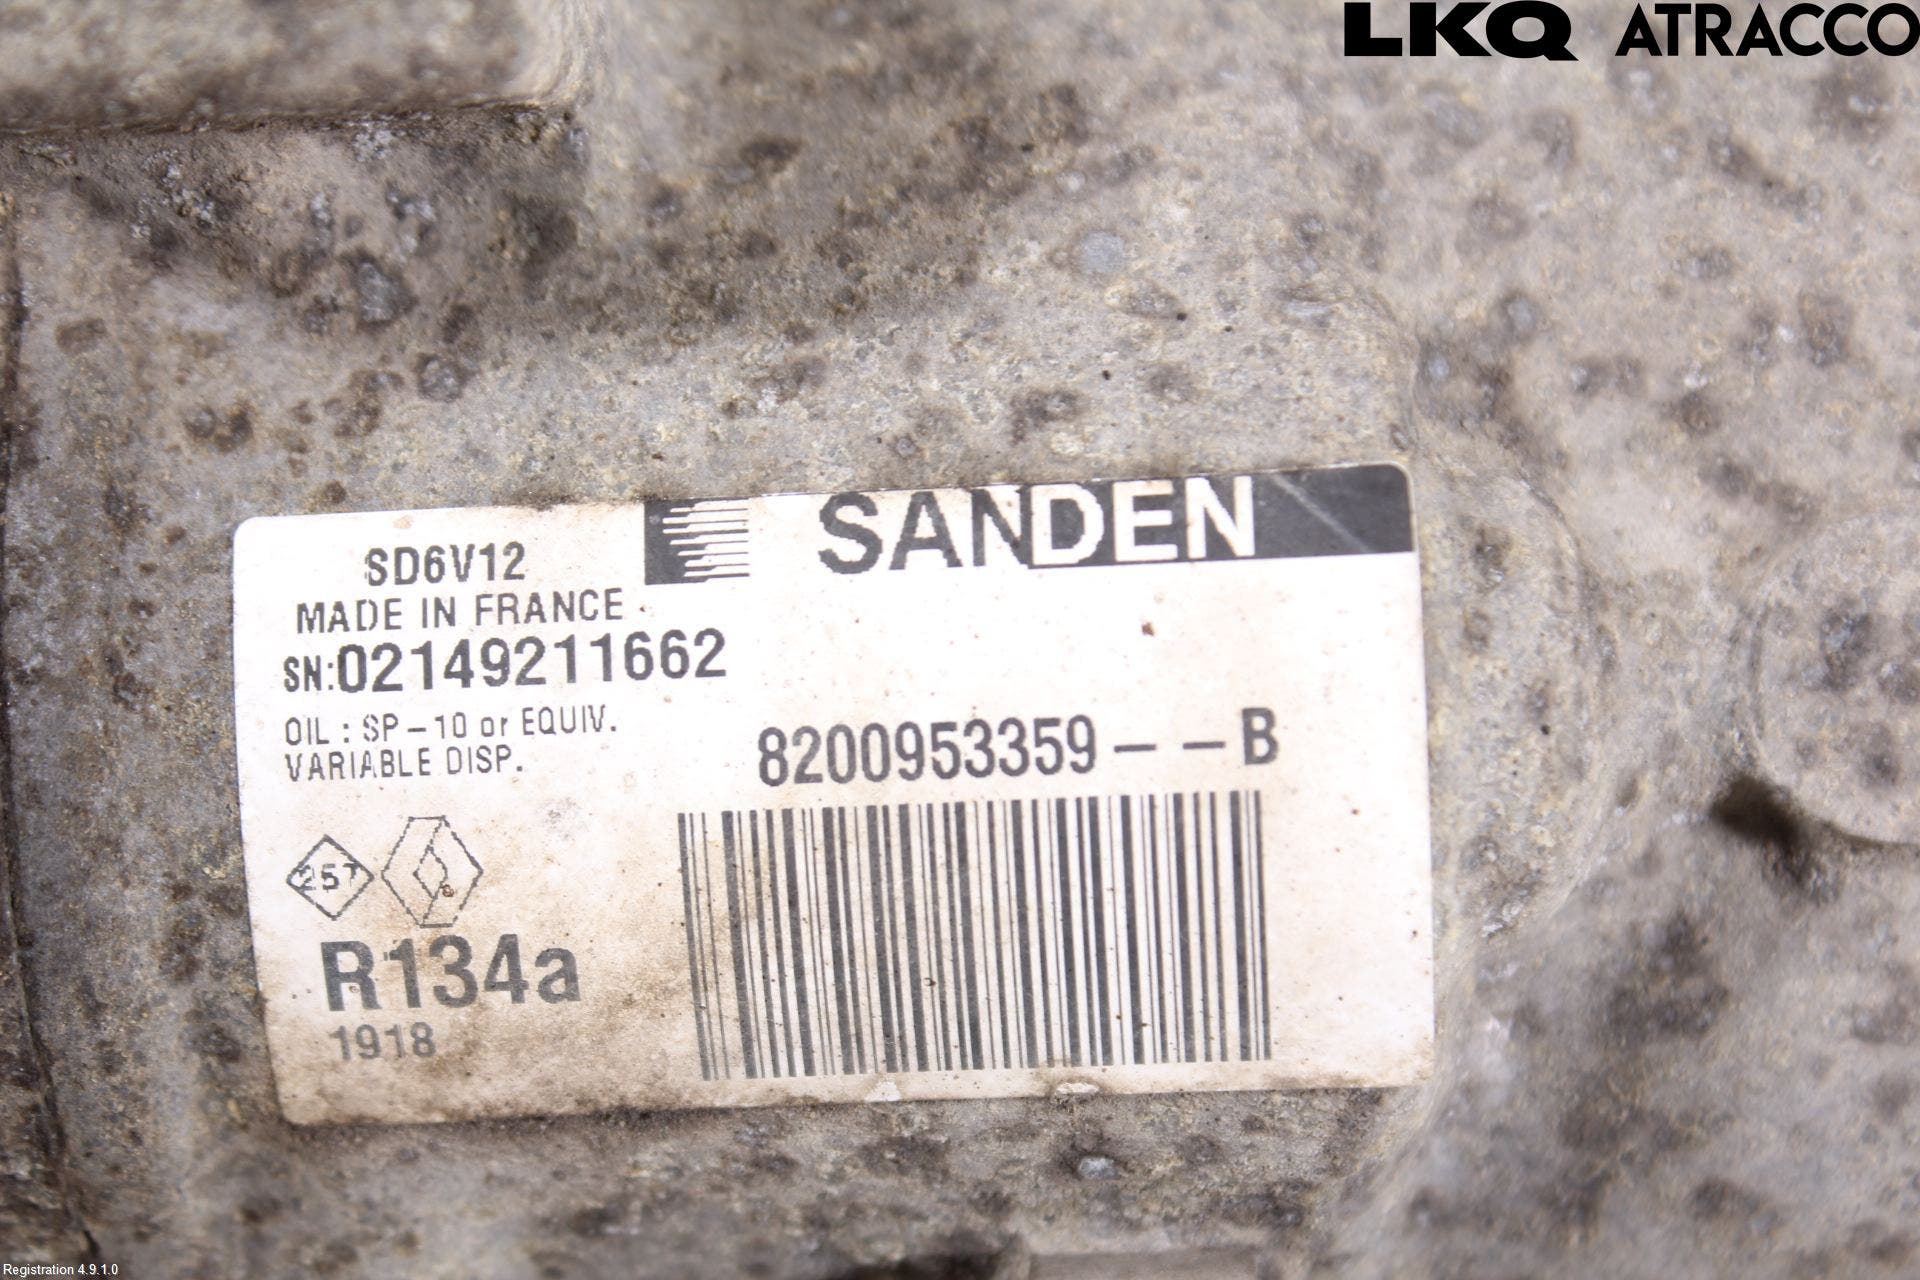 LKQ ATRACCO
SANDEN
SD6V12
MADE IN FRANCE
SN:02149211662
OIL : SP-10 or EQUIV.
VARIABLE DISP.
8200953359 - - B
257
R134a
1918
Registration 4.9.1.0